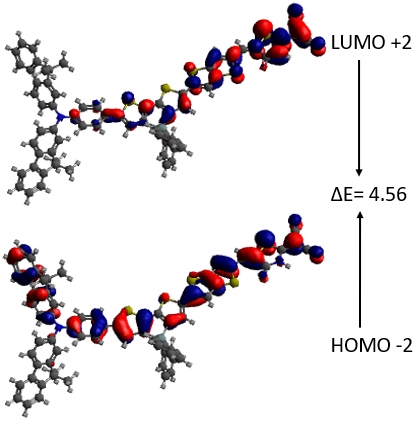 LUMO +2
ΔE= 4.56
HOMO -2